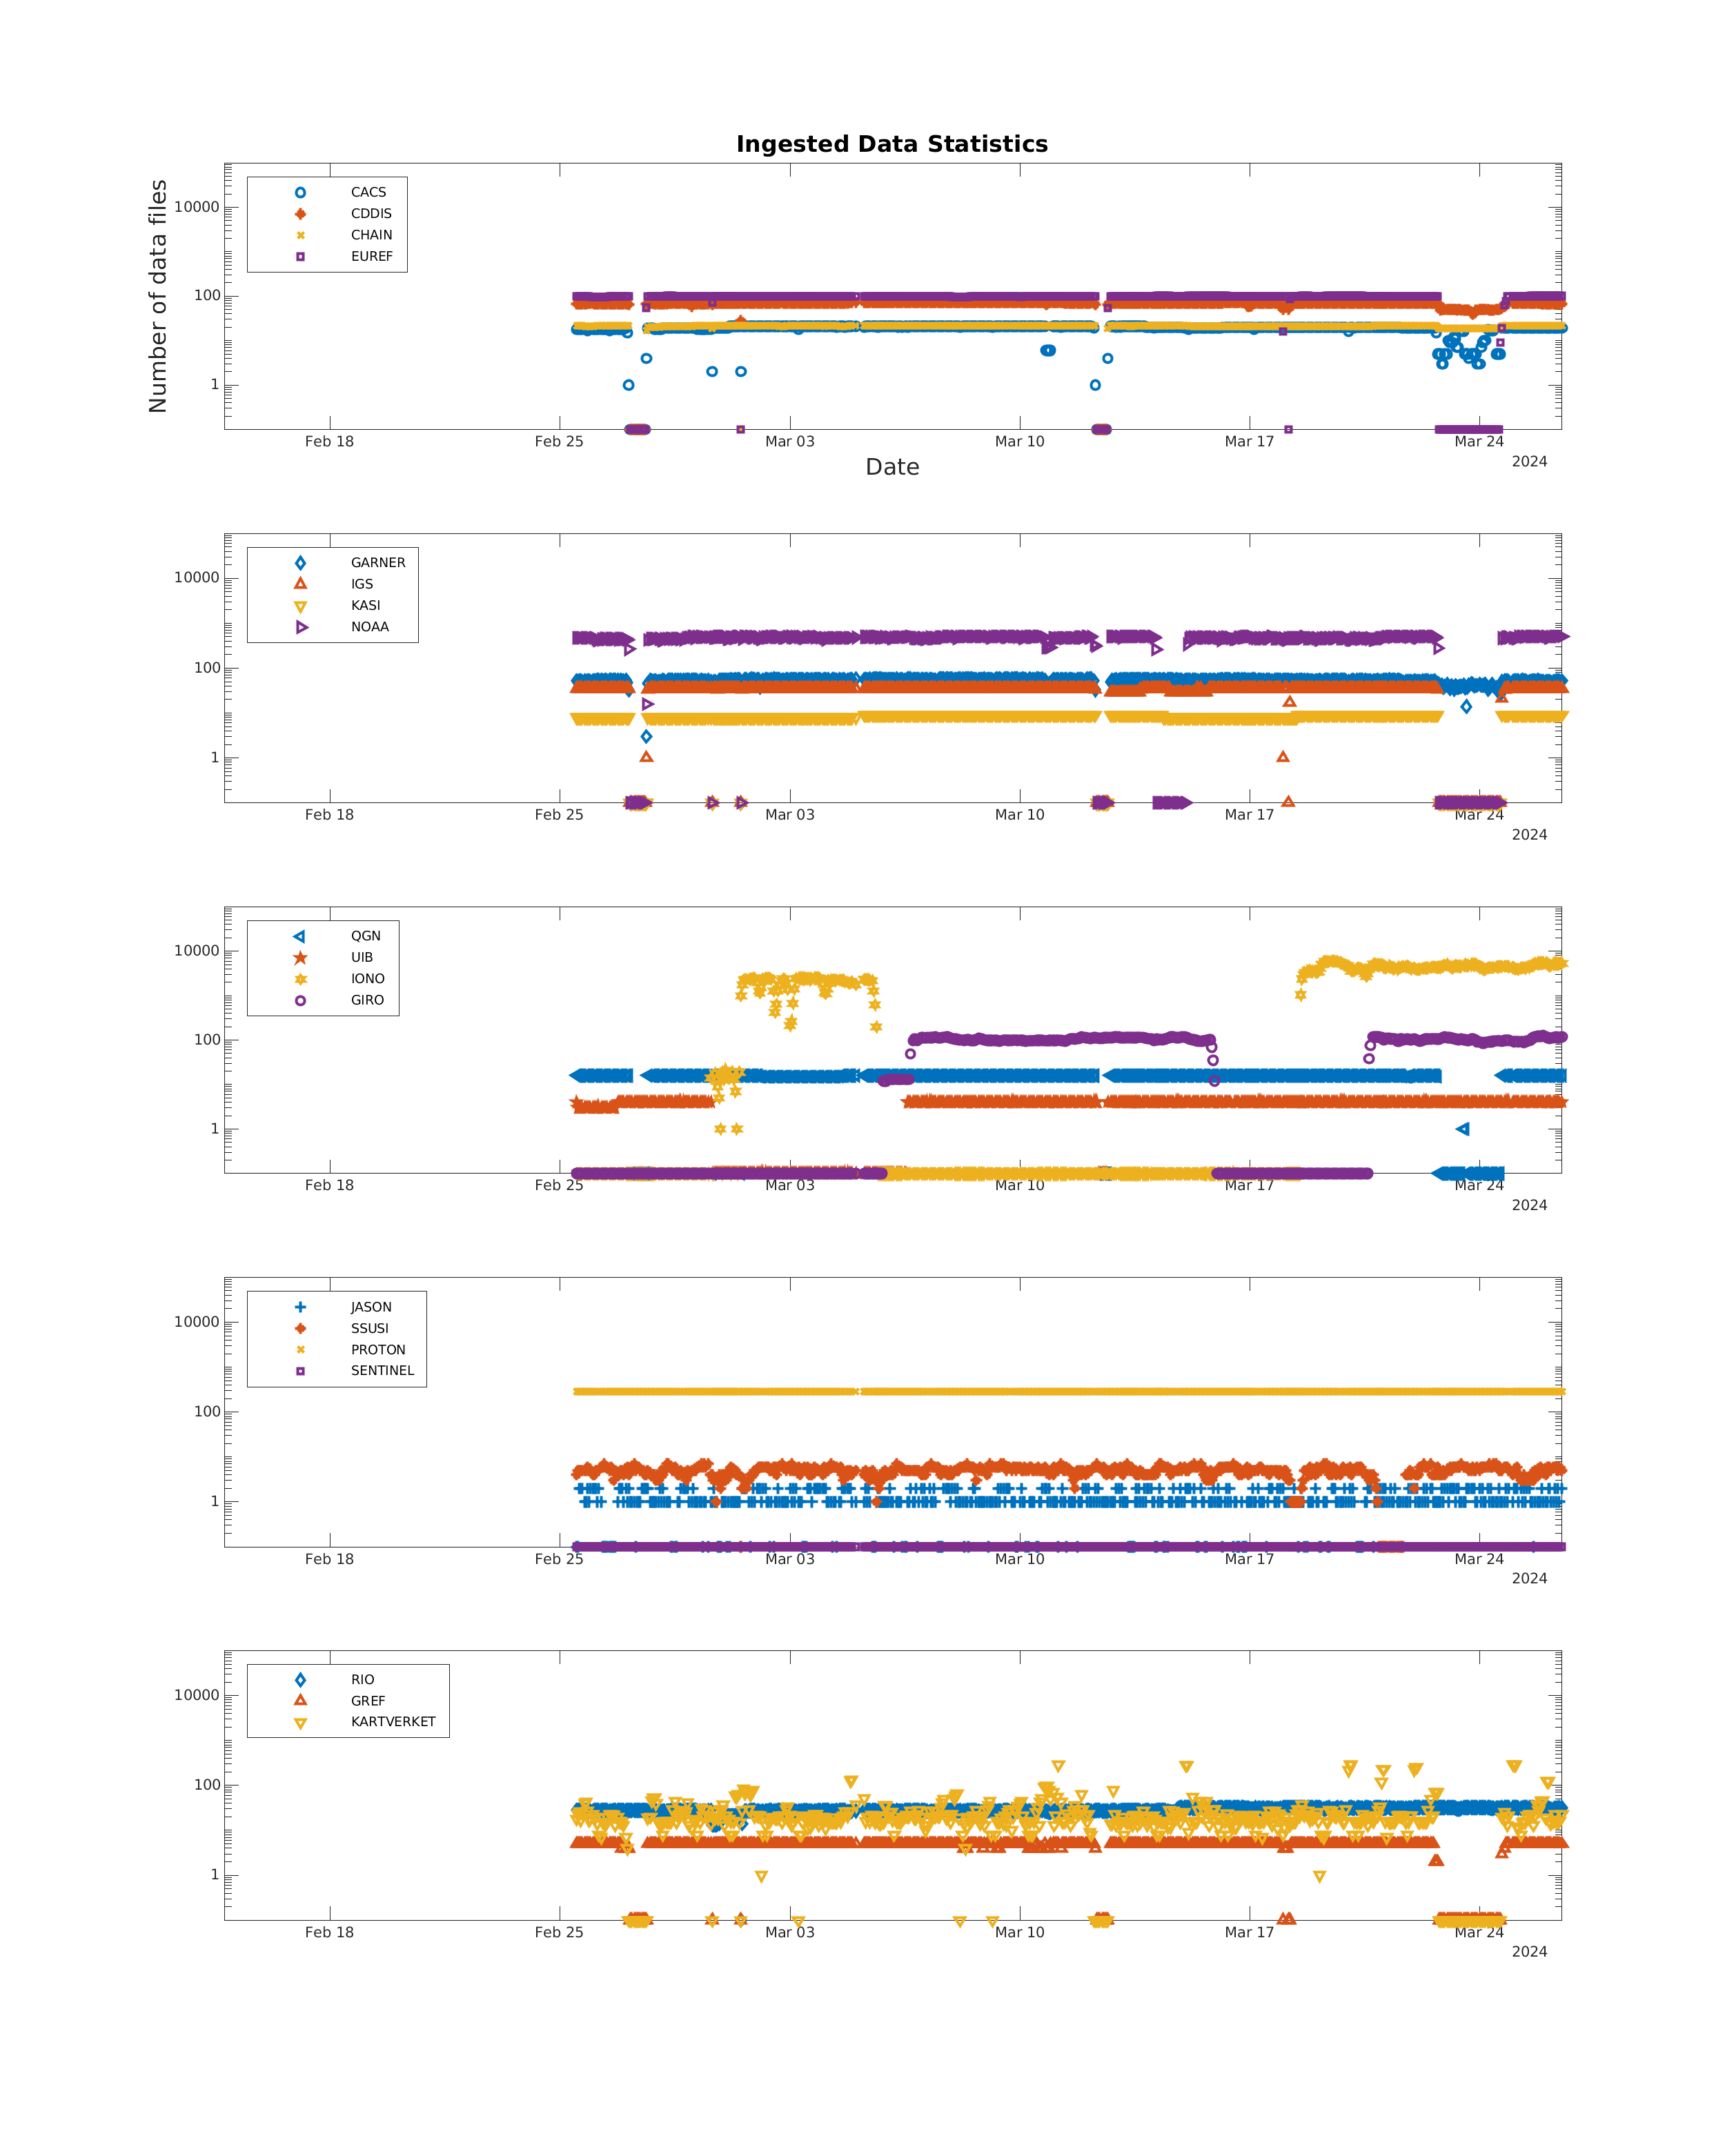 Ingested Data Statistics
Number of data files
10000
100
1
CACS
CDDIS
CHAIN
EUREF
Feb 18 Feb 25 Mar 03 Mar 10 Mar 17 Mar 24
2024
Date
10000
100
1
GARNER
IGS
KASI
NOAA
Feb 18 Feb 25 Mar 03 Mar 10 Mar 17 Mar 24
2024
10000
100
1
QGN
UIB
IONO
GIRO
Feb 18 Feb 25 Mar 03 Mar 10 Mar 17 Mar 24
2024
10000
100
1
JASON
SSUSI
PROTON
SENTINEL
Feb 18 Feb 25 Mar 03 Mar 10 Mar 17 Mar 24
2024
10000
100
1
RIO
GREF
KARTVERKET
Feb 18 Feb 25 Mar 03 Mar 10 Mar 17 Mar 24
2024